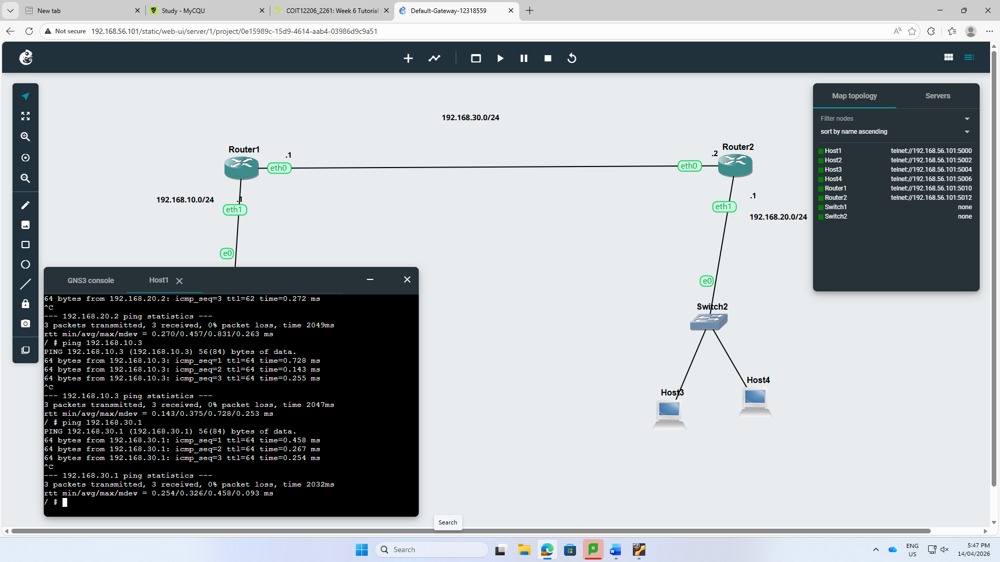 New tab
Study - MyCQU
COIT12206_2261: Week 6 Tutorial
Default-Gateway-12318559
Not secure
192.168.56.101/static/web-ui/server/1/project/0e15989c-15d9-4614-aab4-03986d9c9a51
Map topology
Servers
Filter nodes
sort by name ascending
Host1 telnet://192.168.56.101:5000
Host2 telnet://192.168.56.101:5002
Host3 telnet://192.168.56.101:5004
Host4 telnet://192.168.56.101:5006
Router1 telnet://192.168.56.101:5010
Router2 telnet://192.168.56.101:5012
Switch1 none
Switch2 none
192.168.30.0/24
Router1
.1
eth0
eth0
.2
Router2
192.168.10.0/24
.1
eth1
.1
eth1
192.168.20.0/24
e0
e0
Switch2
Host3
Host4
GNS3 console
Host1
64 bytes from 192.168.20.2: icmp_seq=3 ttl=62 time=0.272 ms
^C
--- 192.168.20.2 ping statistics ---
3 packets transmitted, 3 received, 0% packet loss, time 2049ms
rtt min/avg/max/mdev = 0.270/0.457/0.831/0.263 ms
/ # ping 192.168.10.3
PING 192.168.10.3 (192.168.10.3) 56(84) bytes of data.
64 bytes from 192.168.10.3: icmp_seq=1 ttl=64 time=0.728 ms
64 bytes from 192.168.10.3: icmp_seq=2 ttl=64 time=0.143 ms
64 bytes from 192.168.10.3: icmp_seq=3 ttl=64 time=0.255 ms
^C
--- 192.168.10.3 ping statistics ---
3 packets transmitted, 3 received, 0% packet loss, time 2047ms
rtt min/avg/max/mdev = 0.143/0.375/0.728/0.253 ms
/ # ping 192.168.30.1
PING 192.168.30.1 (192.168.30.1) 56(84) bytes of data.
64 bytes from 192.168.30.1: icmp_seq=1 ttl=64 time=0.458 ms
64 bytes from 192.168.30.1: icmp_seq=2 ttl=64 time=0.267 ms
64 bytes from 192.168.30.1: icmp_seq=3 ttl=64 time=0.254 ms
^C
--- 192.168.30.1 ping statistics ---
3 packets transmitted, 3 received, 0% packet loss, time 2032ms
rtt min/avg/max/mdev = 0.254/0.326/0.458/0.093 ms
/ #
Search
Search
ENG
US
5:47 PM
14/04/2026